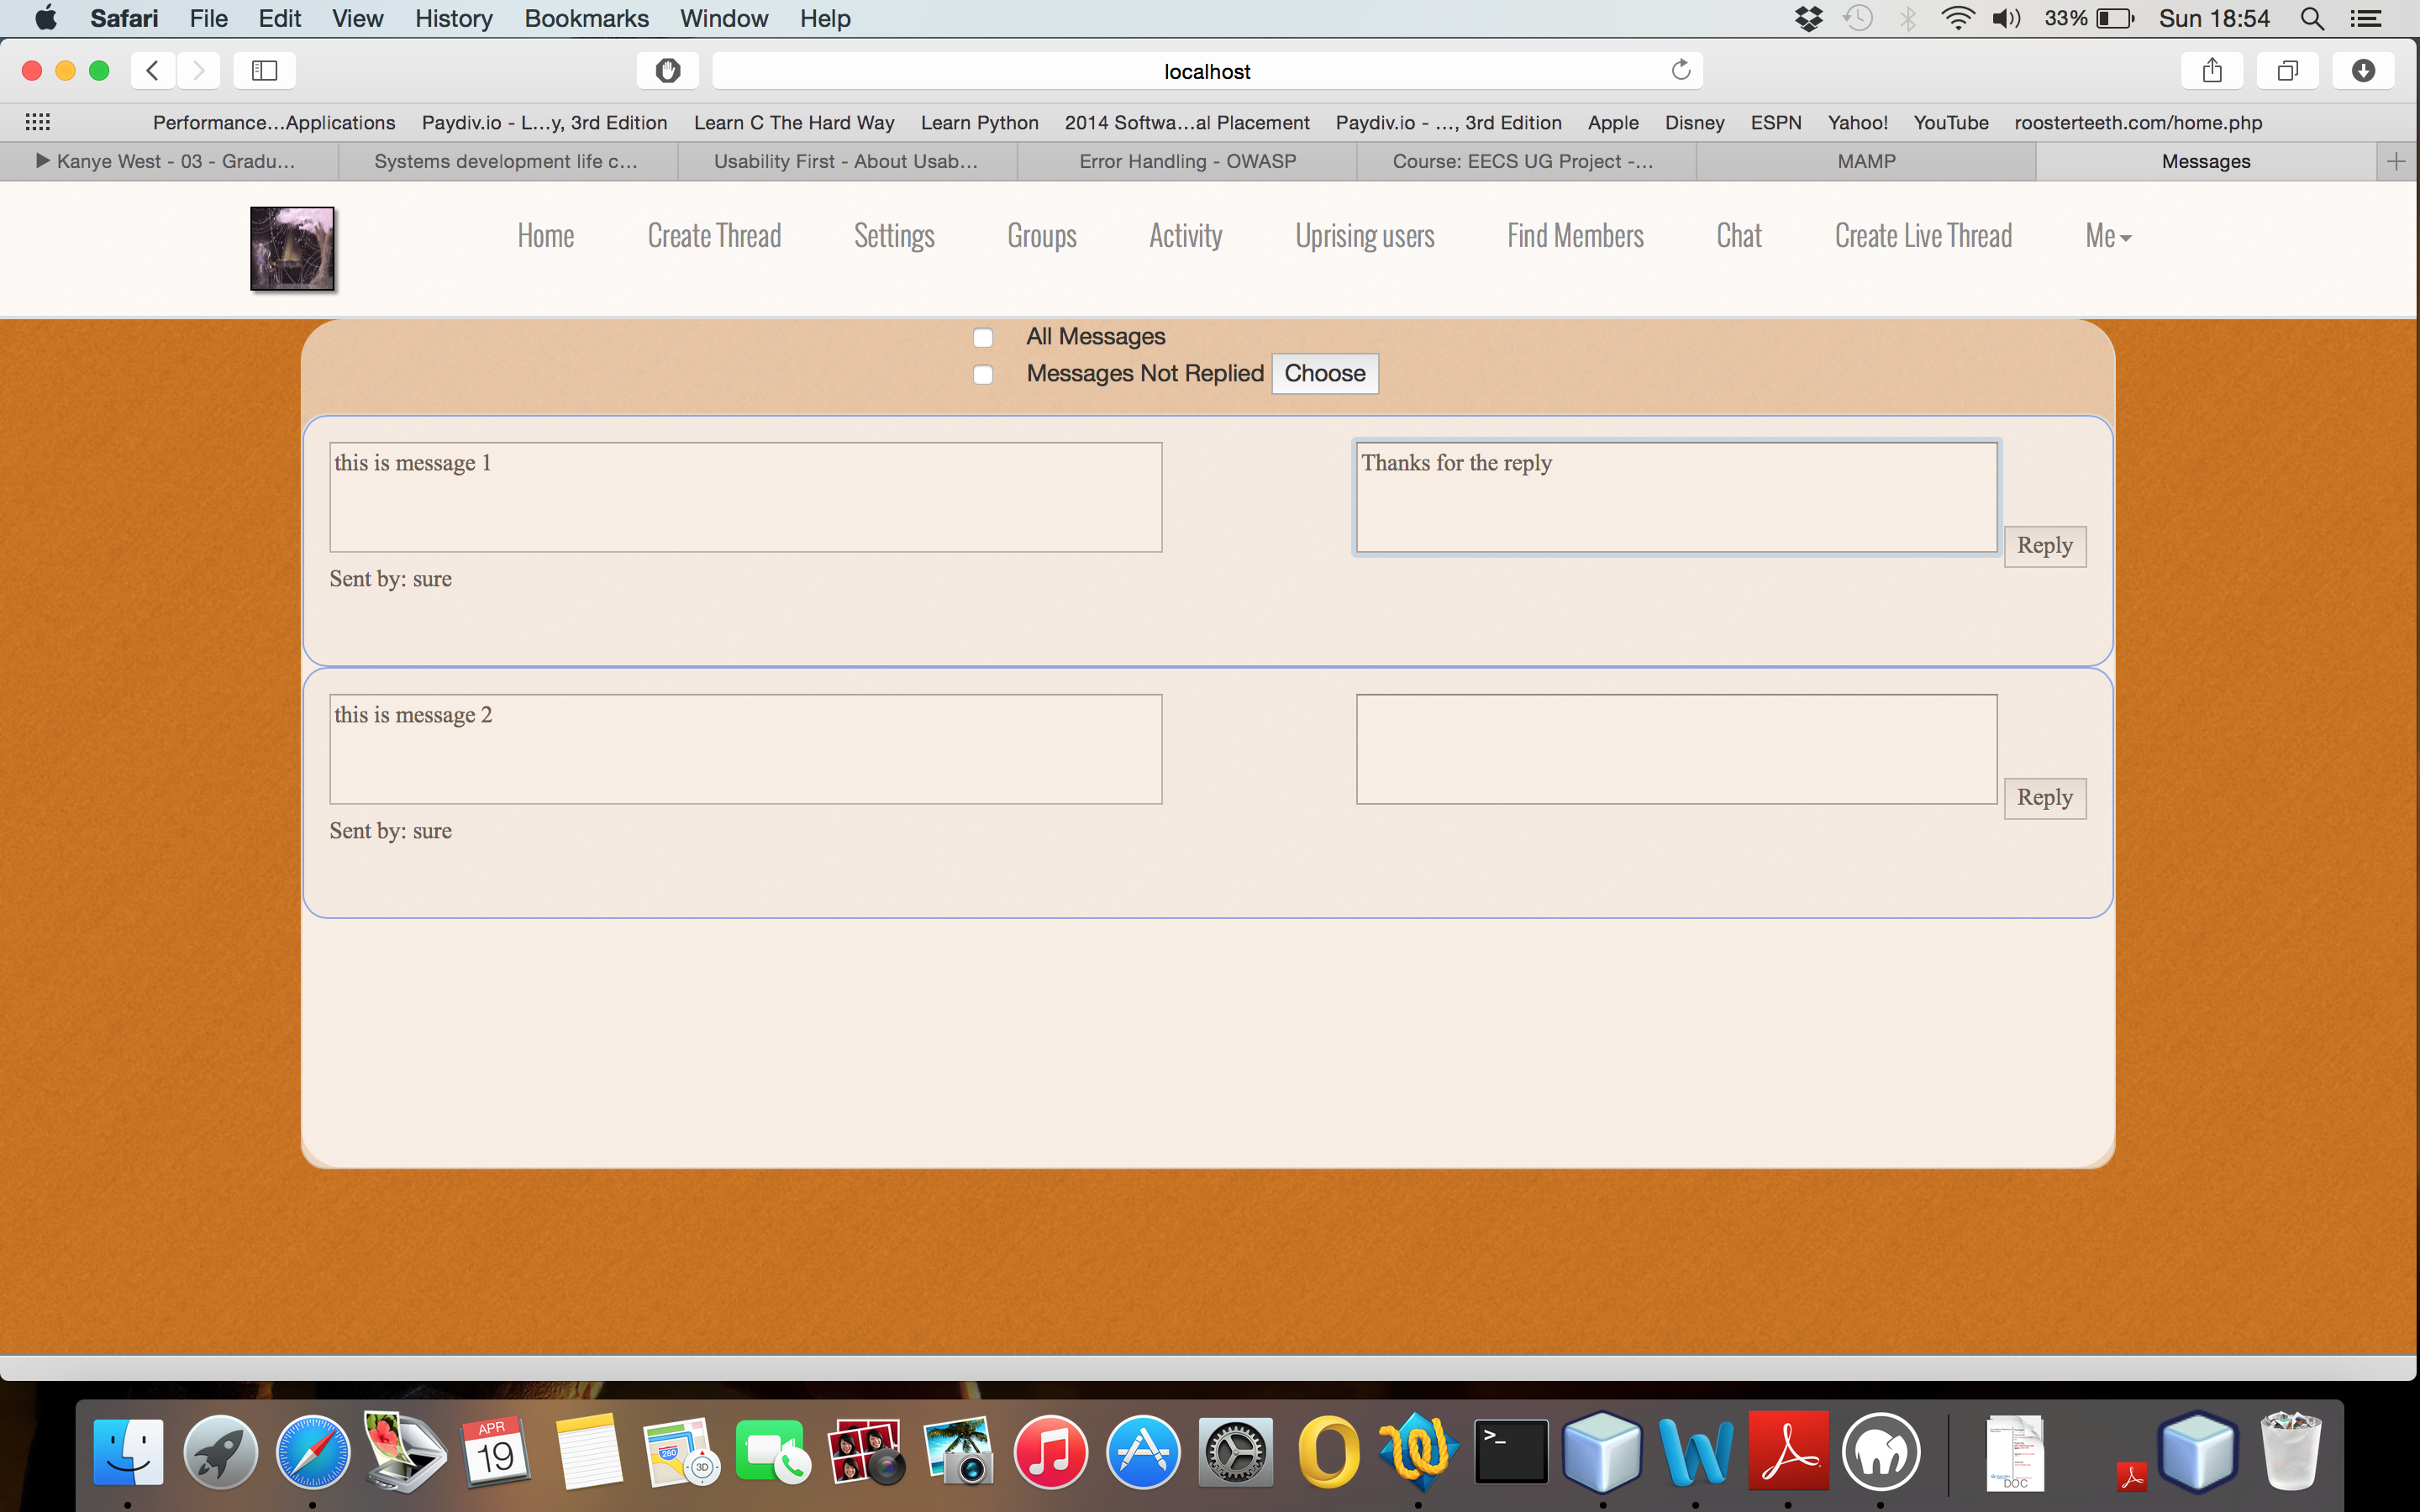 Safari File Edit View History Bookmarks Window Help 33% Sun 18:54
localhost
Performance...Applications Paydiv.io - L...y, 3rd Edition Learn C The Hard Way Learn Python 2014 Softwa...al Placement Paydiv.io - ..., 3rd Edition Apple Disney ESPN Yahoo! YouTube roosterteeth.com/home.php
Kanye West - 03 - Gradu... Systems development life c... Usability First - About Usab... Error Handling - OWASP Course: EECS UG Project -... MAMP Messages
Home Create Thread Settings Groups Activity Uprising users Find Members Chat Create Live Thread Me
All Messages
Messages Not Replied Choose
this is message 1 Thanks for the reply
Reply
Sent by: sure
this is message 2
Reply
Sent by: sure
APR
19
280
3D
>_
DOC